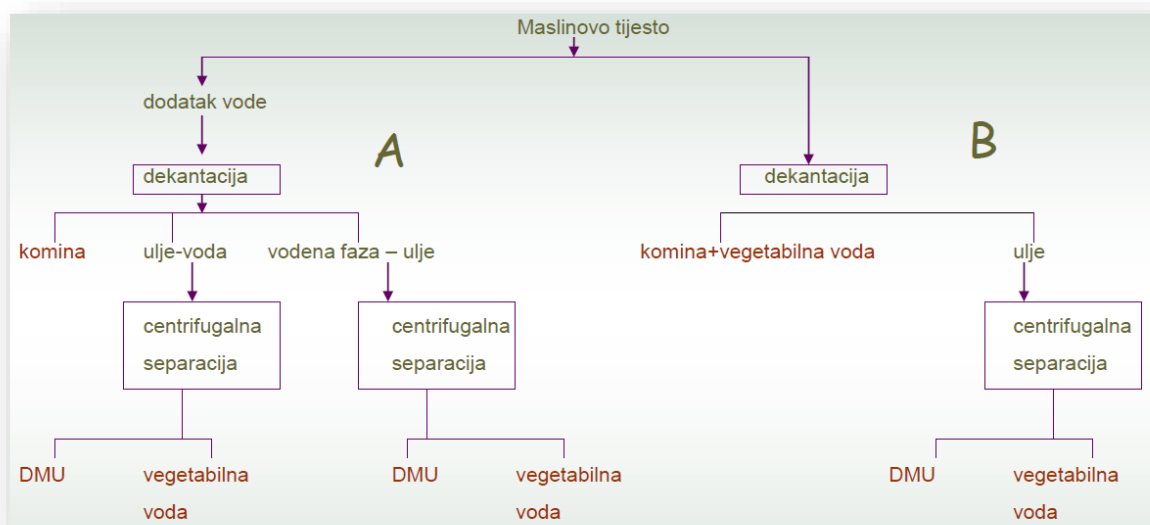 Maslinovo tijesto
dodatak vode
A
B
dekantacija
dekantacija
komina
ulje-voda
vodena faza – ulje
komina+vegetabilna voda
ulje
centrifugalna
separacija
centrifugalna
separacija
centrifugalna
separacija
DMU
vegetabilna
voda
DMU
vegetabilna
voda
DMU
vegetabilna
voda